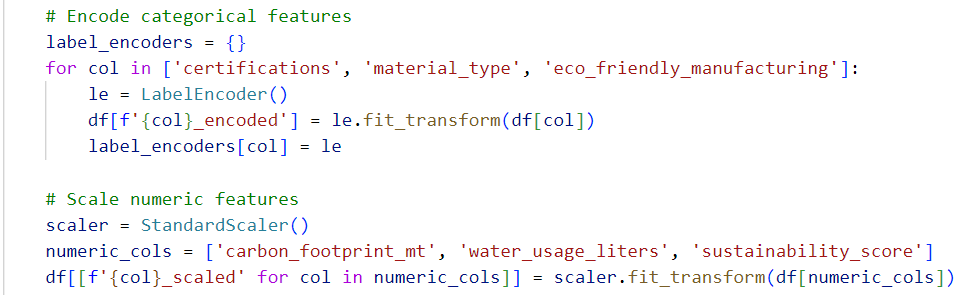 # Encode categorical features
label_encoders = {}
for col in ['certifications', 'material_type', 'eco_friendly_manufacturing']:
    le = LabelEncoder()
    df[f'{col}_encoded'] = le.fit_transform(df[col])
    label_encoders[col] = le

# Scale numeric features
scaler = StandardScaler()
numeric_cols = ['carbon_footprint_mt', 'water_usage_liters', 'sustainability_score']
df[[f'{col}_scaled' for col in numeric_cols]] = scaler.fit_transform(df[numeric_cols])